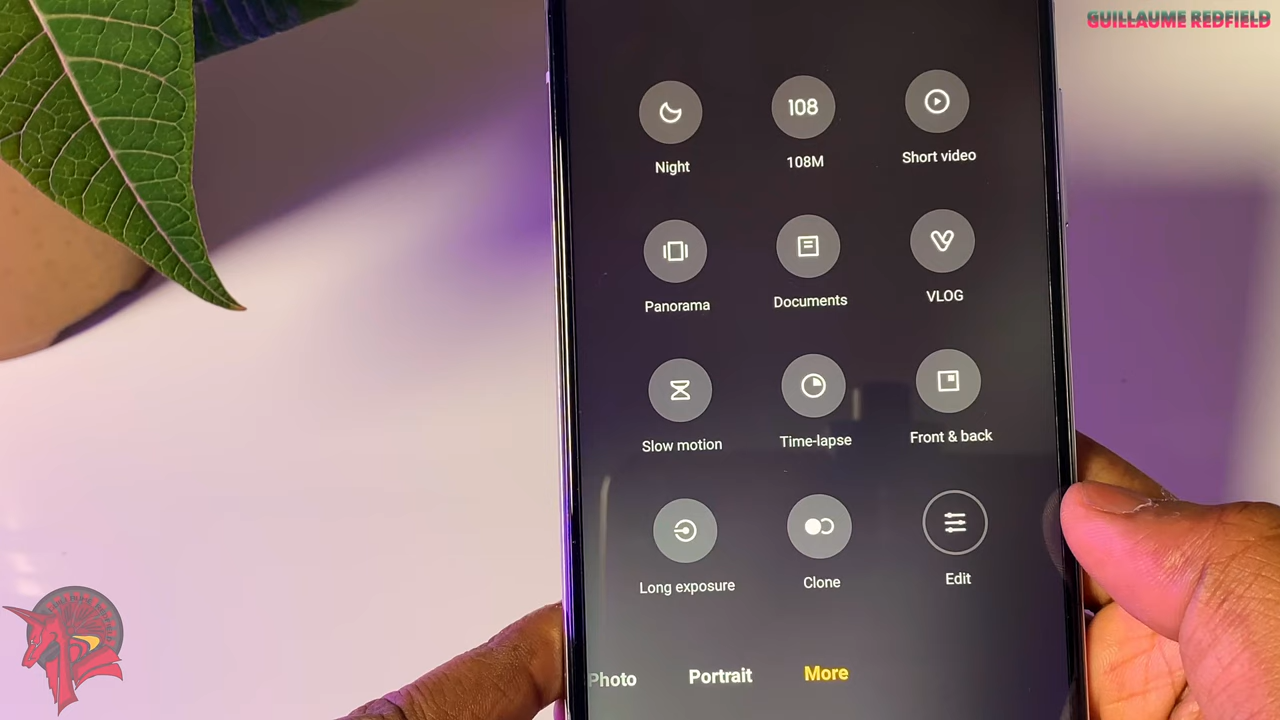 GUILLAUME REDFIELD
108
Night
108M
Short video
Panorama
Documents
VLOG
Slow motion
Time-lapse
Front & back
Long exposure
Clone
Edit
Photo
Portrait
More